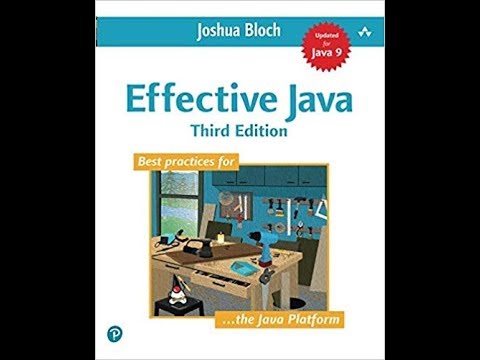 Joshua Bloch
Updated
for
Java 9
Effective Java
Third Edition
Best practices for
...the Java Platform
P